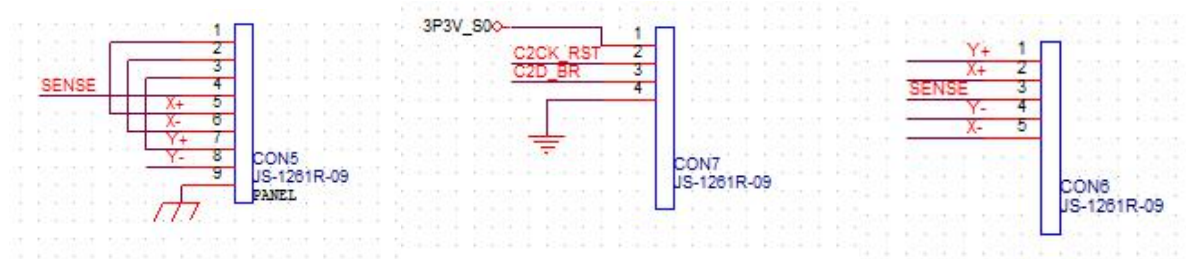 1
2
3
SENSE 4
X+ 5
X- 6
Y+ 7
Y- 8
9
CON5
JS-1261R-09
PANEL
3P3V_S0
1
C2CK_RST 2
C2D_BR 3
4
CON7
JS-1261R-09
Y+ 1
X+ 2
SENSE 3
Y- 4
X- 5
CON6
JS-1261R-09